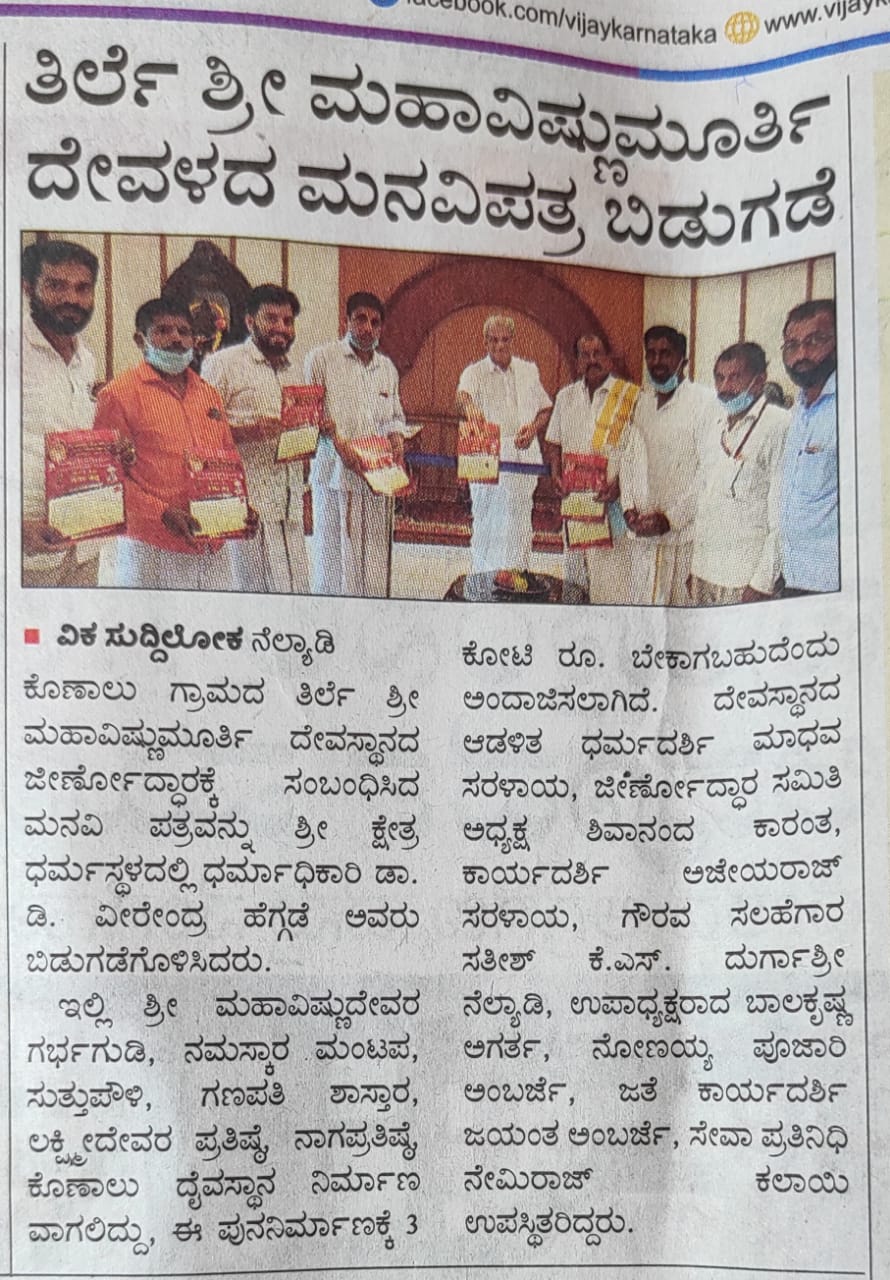 facebook.com/vijaykarnataka
www.vijayk
ತಿರ್ಲೆ ಶ್ರೀ ಮಹಾವಿಷ್ಣುಮೂರ್ತಿ
ದೇವಳದ ಮನವಿಪತ್ರ ಬಿಡುಗಡೆ
■ ವಿಕ ಸುದ್ದಿಲೋಕ ನೆಲ್ಯಾಡಿ
ಕೊಣಾಲು ಗ್ರಾಮದ ತಿರ್ಲೆ ಶ್ರೀ
ಮಹಾವಿಷ್ಣುಮೂರ್ತಿ ದೇವಸ್ಥಾನದ
ಜೀರ್ಣೋದ್ಧಾರಕ್ಕೆ ಸಂಬಂಧಿಸಿದ
ಮನವಿ ಪತ್ರವನ್ನು ಶ್ರೀ ಕ್ಷೇತ್ರ
ಧರ್ಮಸ್ಥಳದಲ್ಲಿ ಧರ್ಮಾಧಿಕಾರಿ ಡಾ.
ಡಿ. ವೀರೇಂದ್ರ ಹೆಗ್ಗಡೆ ಅವರು
ಬಿಡುಗಡೆಗೊಳಿಸಿದರು.
ಇಲ್ಲಿ ಶ್ರೀ ಮಹಾವಿಷ್ಣುದೇವರ
ಗರ್ಭಗುಡಿ, ನಮಸ್ಕಾರ ಮಂಟಪ,
ಸುತ್ತುಪೌಳಿ, ಗಣಪತಿ ಶಾಸ್ತಾರ,
ಲಕ್ಷ್ಮೀದೇವರ ಪ್ರತಿಷ್ಠೆ, ನಾಗಪ್ರತಿಷ್ಠೆ,
ಕೊಣಾಲು ದೈವಸ್ಥಾನ ನಿರ್ಮಾಣ
ವಾಗಲಿದ್ದು, ಈ ಪುನನಿರ್ಮಾಣಕ್ಕೆ 3
ಕೋಟಿ ರೂ. ಬೇಕಾಗಬಹುದೆಂದು
ಅಂದಾಜಿಸಲಾಗಿದೆ. ದೇವಸ್ಥಾನದ
ಆಡಳಿತ ಧರ್ಮದರ್ಶಿ ಮಾಧವ
ಸರಳಾಯ, ಜೀರ್ಣೋದ್ಧಾರ ಸಮಿತಿ
ಅಧ್ಯಕ್ಷ ಶಿವಾನಂದ ಕಾರಂತ,
ಕಾರ್ಯದರ್ಶಿ ಅಜೇಯರಾಜ್
ಸರಳಾಯ, ಗೌರವ ಸಲಹೆಗಾರ
ಸತೀಶ್ ಕೆ.ಎಸ್. ದುರ್ಗಾಶ್ರೀ
ನೆಲ್ಯಾಡಿ, ಉಪಾಧ್ಯಕ್ಷರಾದ ಬಾಲಕೃಷ್ಣ
ಅಗರ್ತ, ನೋಣಯ್ಯ ಪೂಜಾರಿ
ಅಂಬರ್ಜೆ, ಜತೆ ಕಾರ್ಯದರ್ಶಿ
ಜಯಂತ ಅಂಬರ್ಜೆ, ಸೇವಾ ಪ್ರತಿನಿಧಿ
ನೇಮಿರಾಜ್ ಕಲಾಯಿ
ಉಪಸ್ಥಿತರಿದ್ದರು.